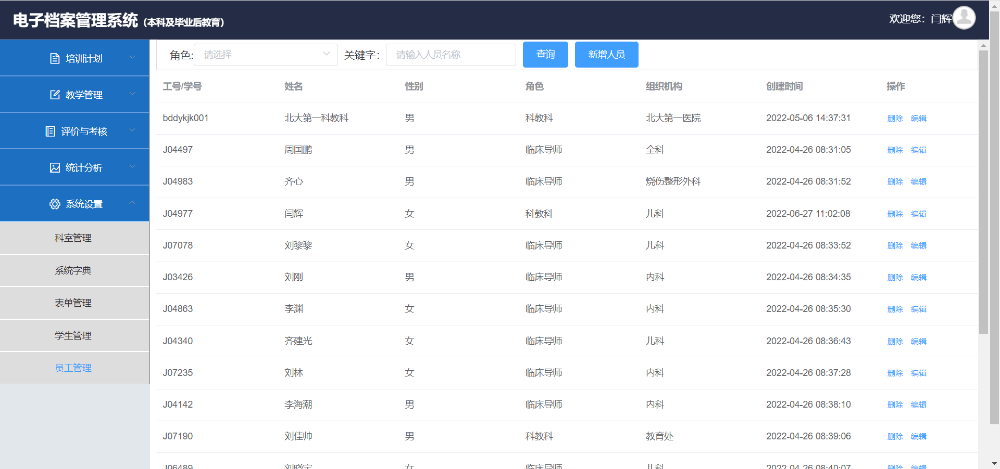 电子档案管理系统 (本科及毕业后教育)
欢迎您：闫辉
培训计划
教学管理
评价与考核
统计分析
系统设置
科室管理
系统字典
表单管理
学生管理
员工管理
角色: 请选择 关键字： 请输入人员名称 查询 新增人员
工号/学号 姓名 性别 角色 组织机构 创建时间 操作
bddykjk001 北大第一科教科 男 科教科 北大第一医院 2022-05-06 14:37:31 删除 编辑
J04497 周国鹏 男 临床导师 全科 2022-04-26 08:31:05 删除 编辑
J04983 齐心 男 临床导师 烧伤整形外科 2022-04-26 08:31:52 删除 编辑
J04977 闫辉 女 科教科 儿科 2022-06-27 11:02:08 删除 编辑
J07078 刘黎黎 女 临床导师 儿科 2022-04-26 08:33:52 删除 编辑
J03426 刘刚 男 临床导师 内科 2022-04-26 08:34:35 删除 编辑
J04863 李渊 女 临床导师 内科 2022-04-26 08:35:30 删除 编辑
J04340 齐建光 女 临床导师 儿科 2022-04-26 08:36:43 删除 编辑
J07235 刘林 女 临床导师 内科 2022-04-26 08:37:28 删除 编辑
J04142 李海潮 男 临床导师 内科 2022-04-26 08:38:10 删除 编辑
J07190 刘佳帅 男 科教科 教育处 2022-04-26 08:39:06 删除 编辑
J06489 女 临床导师 儿科 2022-04-26 08:40:07 删除 编辑